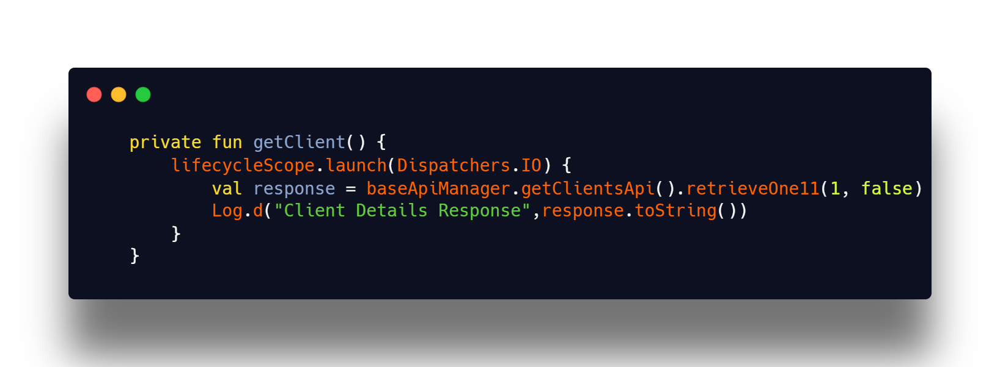 private fun getClient() {
    lifecycleScope.launch(Dispatchers.IO) {
        val response = baseApiManager.getClientsApi().retrieveOne11(1, false)
        Log.d("Client Details Response",response.toString())
    }
}